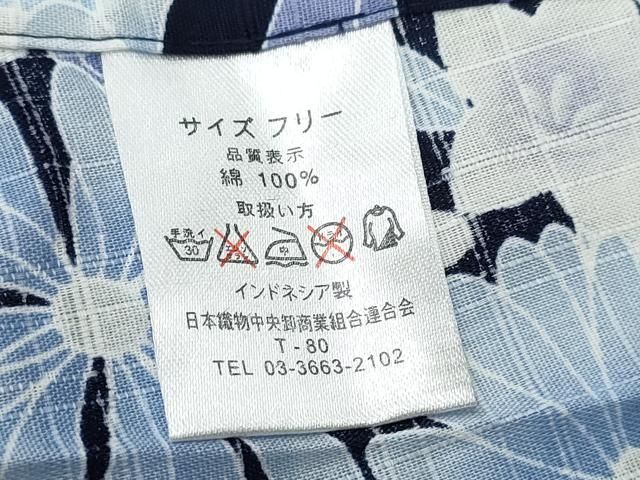 サイズ フリー
品質表示
綿 100%
取扱い方
手洗イ
30
中
インドネシア製
日本織物中央卸商業組合連合会
T-80
TEL 03-3663-2102